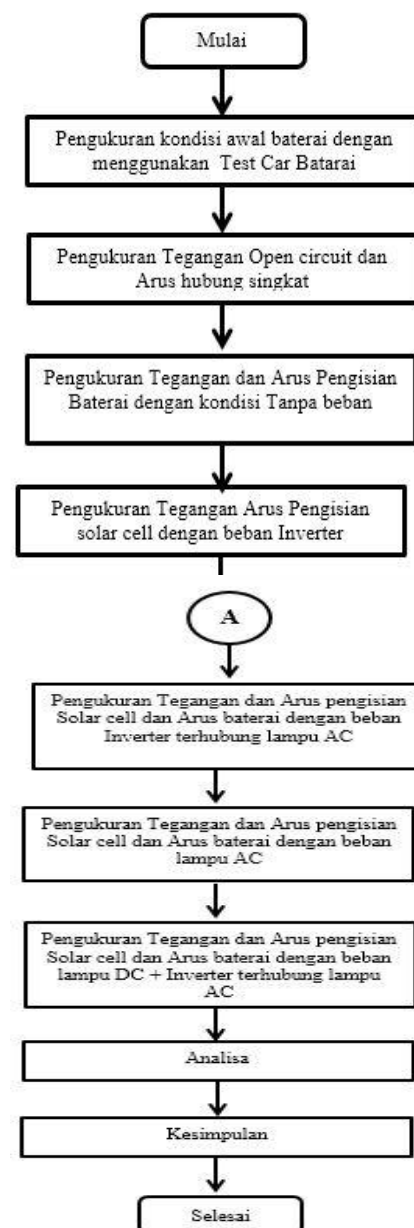 Mulai
Pengukuran kondisi awal baterai dengan
menggunakan Test Car Batarai
Pengukuran Tegangan Open circuit dan
Arus hubung singkat
Pengukuran Tegangan dan Arus Pengisian
Baterai dengan kondisi Tanpa beban
Pengukuran Tegangan Arus Pengisian
solar cell dengan beban Inverter
A
Pengukuran Tegangan dan Arus pengisian
Solar cell dan Arus baterai dengan beban
Inverter terhubung lampu AC
Pengukuran Tegangan dan Arus pengisian
Solar cell dan Arus baterai dengan beban
lampu AC
Pengukuran Tegangan dan Arus pengisian
Solar cell dan Arus baterai dengan beban
lampu DC + Inverter terhubung lampu
AC
Analisa
Kesimpulan
Selesai